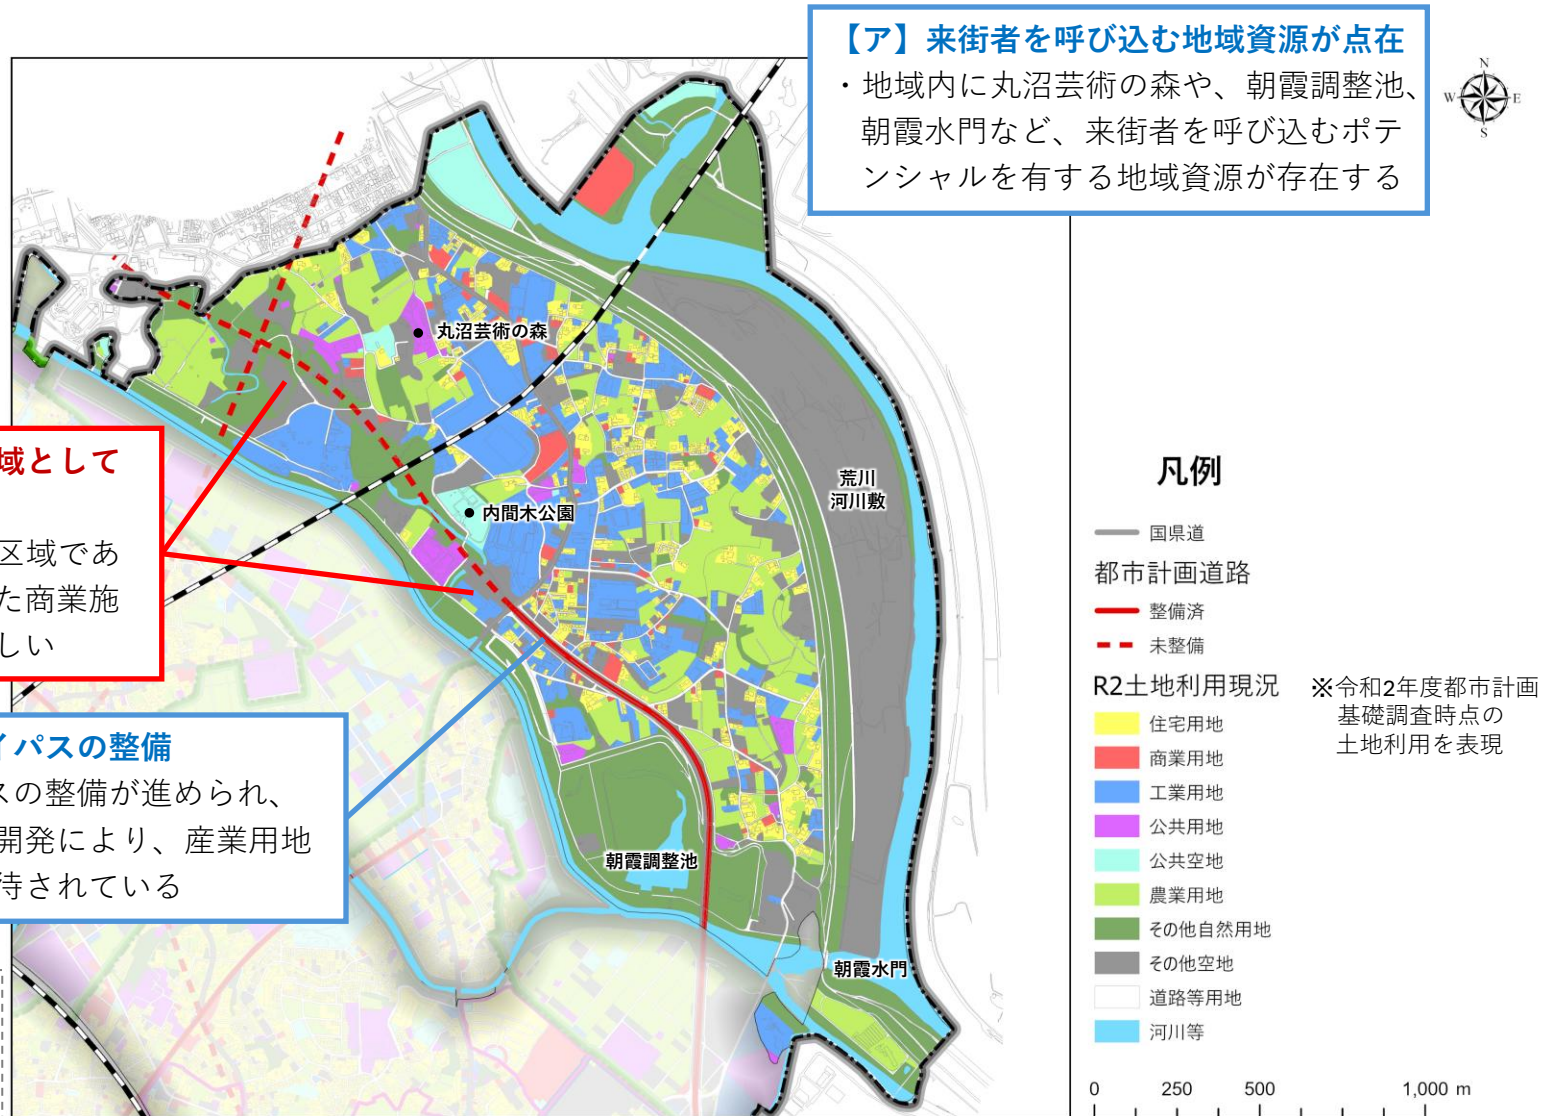 【ア】来街者を呼び込む地域資源が点在
・地域内に丸沼芸術の森や、朝霞調整池、
朝霞水門など、来街者を呼び込むポテ
ンシャルを有する地域資源が存在する
N
W
E
S
丸沼芸術の森
域として
区域であ
た商業施
しい
内間木公園
荒川
河川敷
イパスの整備
スの整備が進められ、
開発により、産業用地
待されている
朝霞調整池
朝霞水門
凡例
国県道
都市計画道路
整備済
未整備
R2土地利用現況
※令和2年度都市計画
基礎調査時点の
土地利用を表現
住宅用地
商業用地
工業用地
公共用地
公共空地
農業用地
その他自然用地
その他空地
道路等用地
河川等
0 250 500 1,000 m